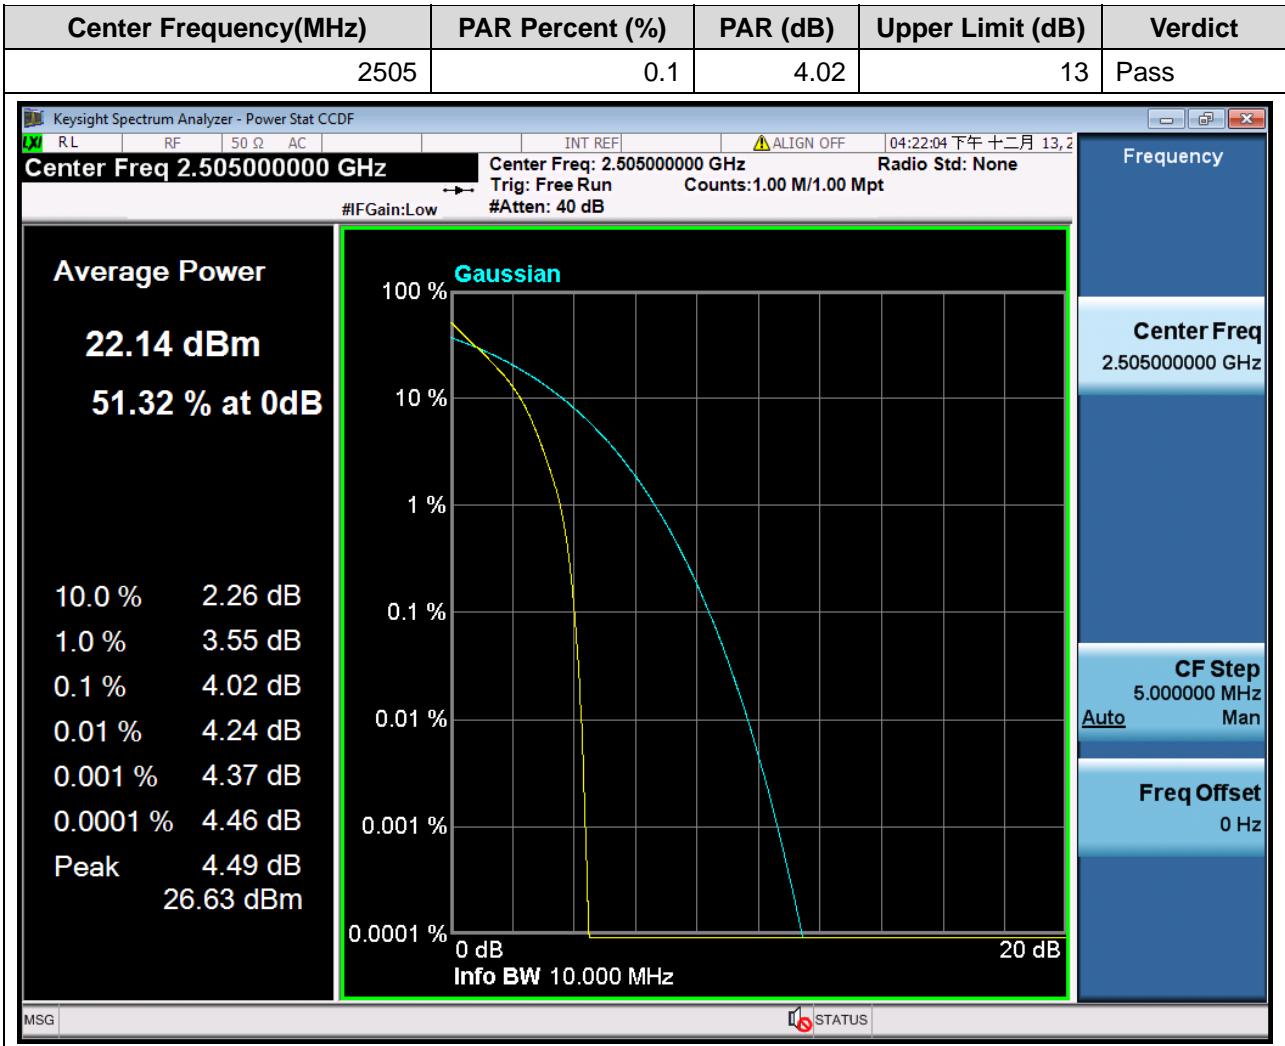 Center Frequency(MHz) PAR Percent (%) PAR (dB) Upper Limit (dB) Verdict
2505 0.1 4.02 13 Pass
Keysight Spectrum Analyzer - Power Stat CCDF
LXI RL RF 50 Ω AC INT REF ALIGN OFF 04:22:04 下午 十二月 13, 2
Center Freq 2.505000000 GHz
Center Freq: 2.505000000 GHz Radio Std: None
Trig: Free Run Counts:1.00 M/1.00 Mpt
#IFGain:Low #Atten: 40 dB
Average Power
22.14 dBm
51.32 % at 0dB
10.0 % 2.26 dB
1.0 % 3.55 dB
0.1 % 4.02 dB
0.01 % 4.24 dB
0.001 % 4.37 dB
0.0001 % 4.46 dB
Peak 4.49 dB
26.63 dBm
Gaussian
100 %
10 %
1 %
0.1 %
0.01 %
0.001 %
0.0001 %
0 dB 20 dB
Info BW 10.000 MHz
Frequency
Center Freq
2.505000000 GHz
CF Step
5.000000 MHz
Auto Man
Freq Offset
0 Hz
MSG STATUS